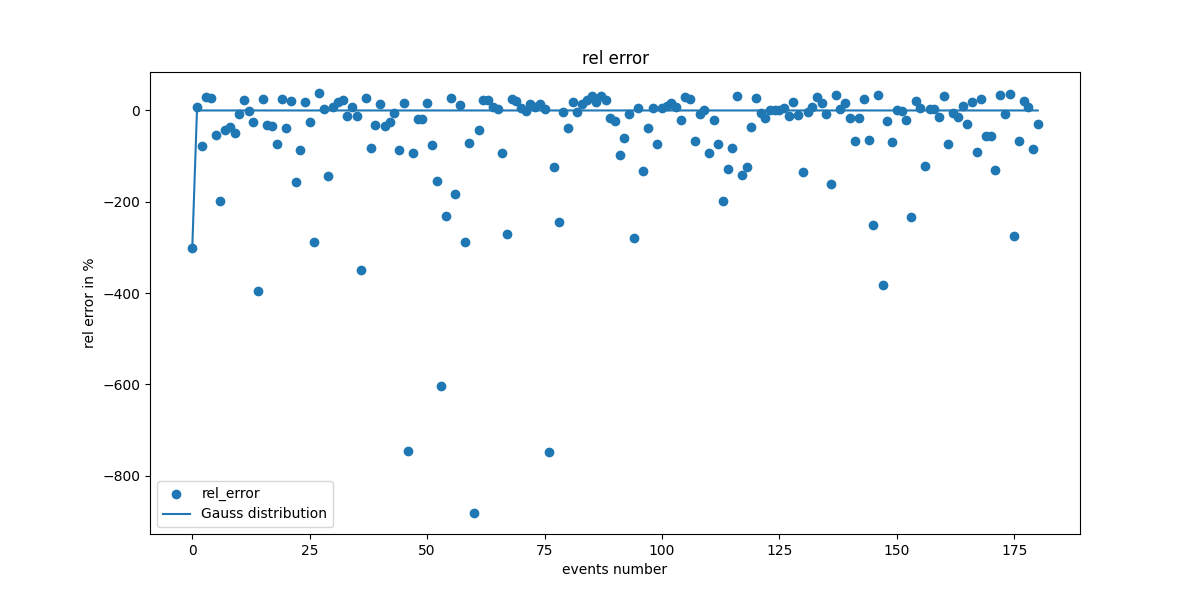 rel error
0
−200
−400
−600
−800
rel error in %
rel_error
Gauss distribution
0 25 50 75 100 125 150 175
events number